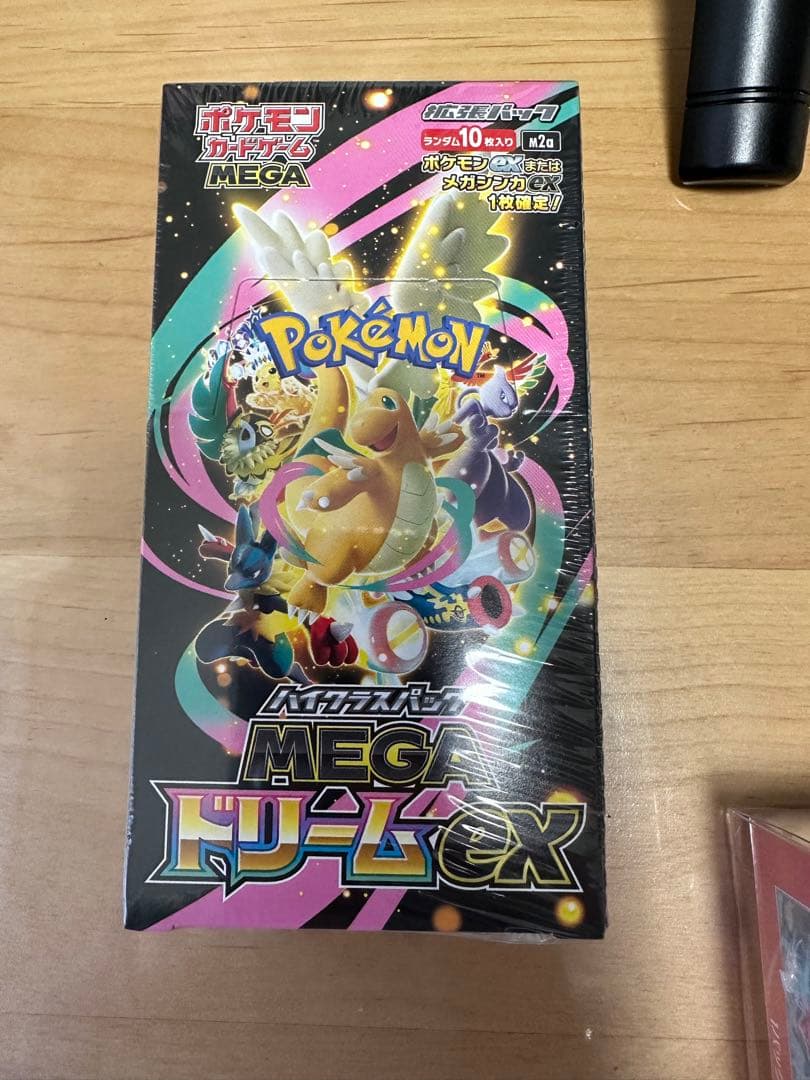 ポケモン
カードゲーム
MEGA
拡張パック
ランダム10枚入り M2a
ポケモンexまたは
メガシンカex
1枚確定!
POKéMON
TM
ハイクラスパック
MEGA
ドリームex